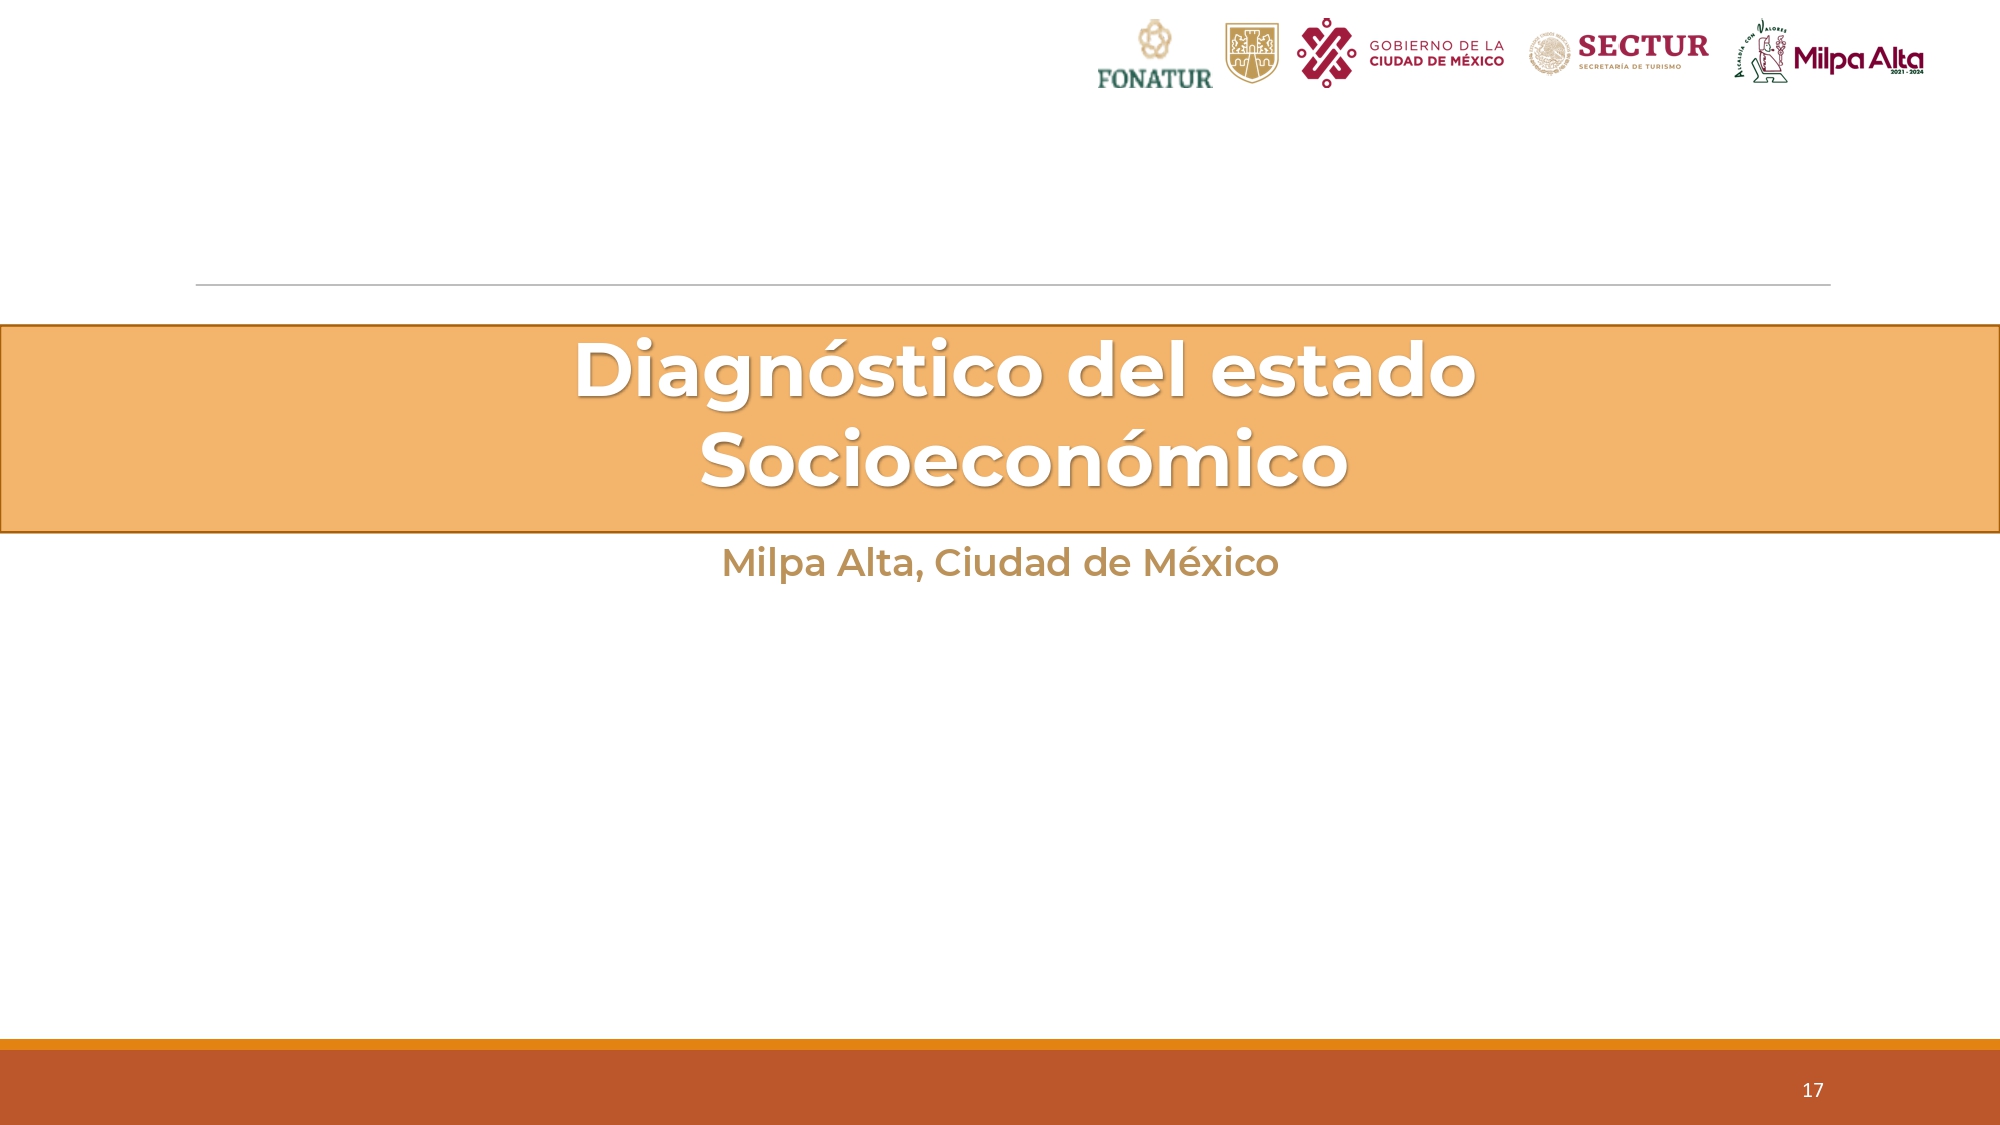 FONATUR
GOBIERNO DE LA
CIUDAD DE MÉXICO
SECTUR
SECRETARÍA DE TURISMO
ALCALDÍA CON VALORES
Milpa Alta
2021 - 2024
Diagnóstico del estado
Socioeconómico
Milpa Alta, Ciudad de México
17